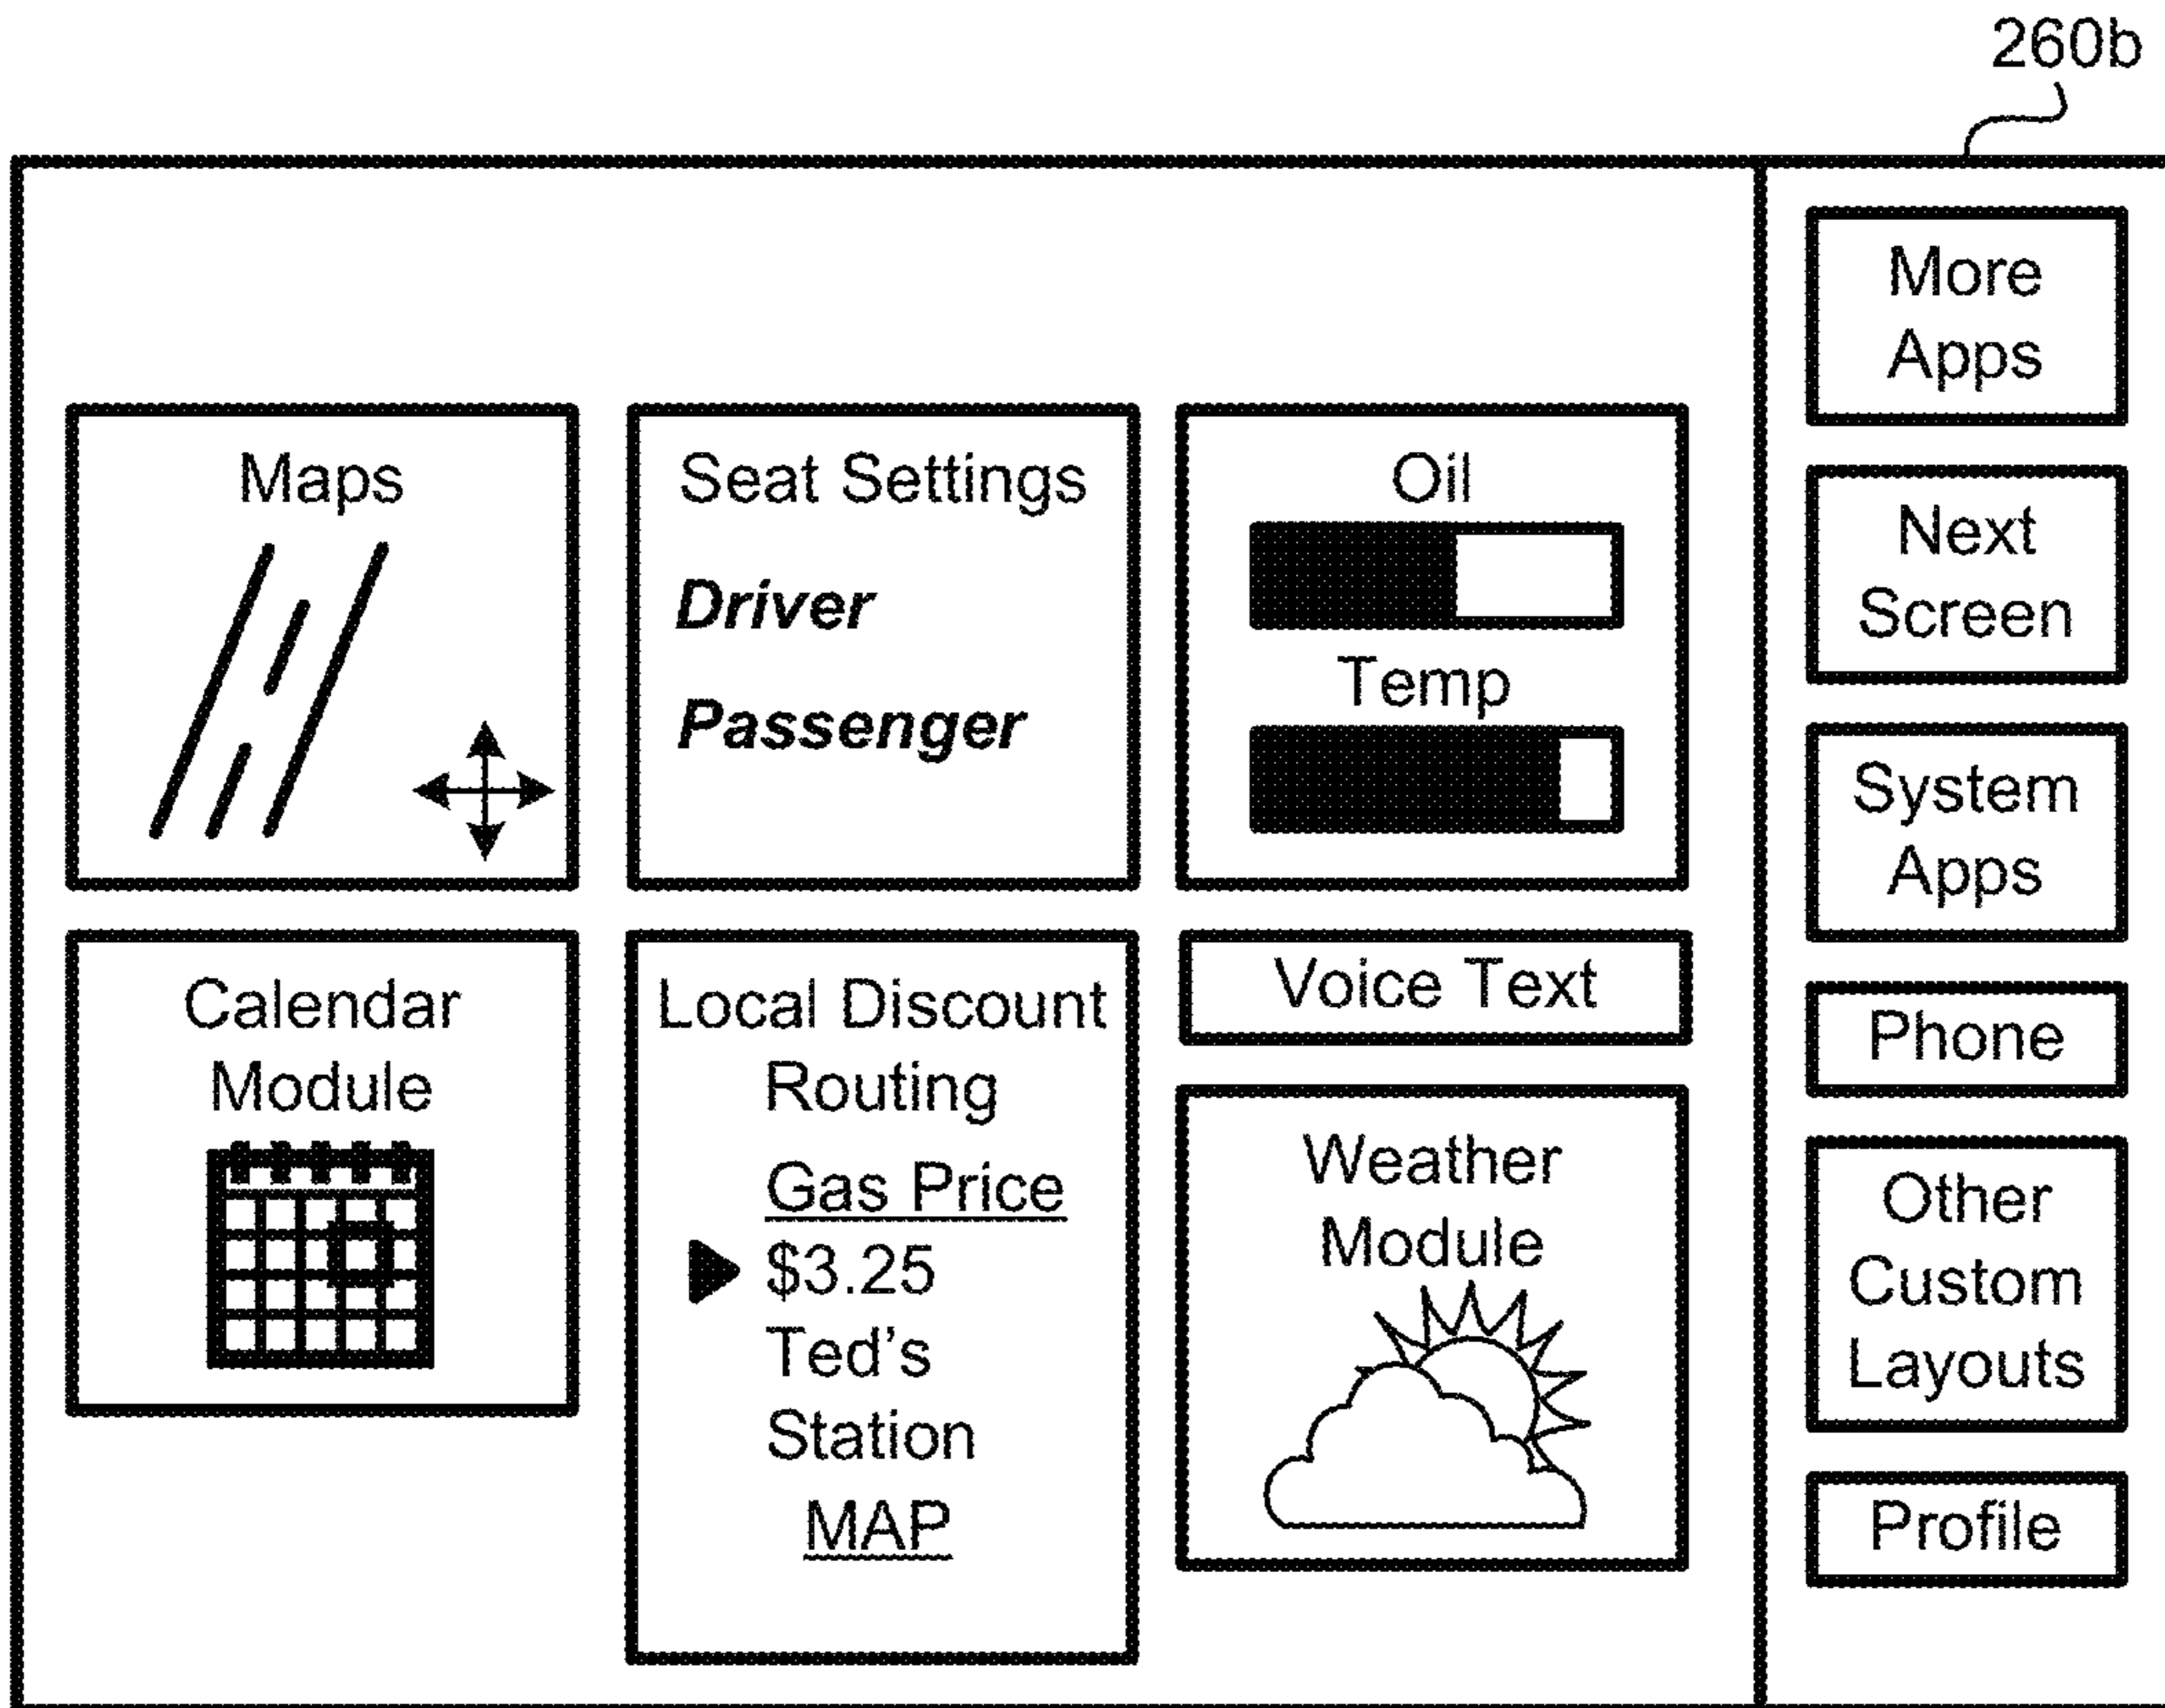 260b
Maps
Seat Settings
Driver
Passenger
Oil
Temp
Calendar
Module
Local Discount
Routing
Gas Price
$3.25
Ted's
Station
MAP
Voice Text
Weather
Module
More
Apps
Next
Screen
System
Apps
Phone
Other
Custom
Layouts
Profile